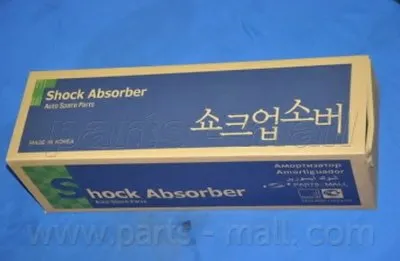 Shock Absorber
Auto Spare Parts
쇼크업소버
MADE IN KOREA
Shock Absorber
Auto Spare Parts
Амортизатор
Amortiguador
PARTS-MALL
www.parts-mall.com